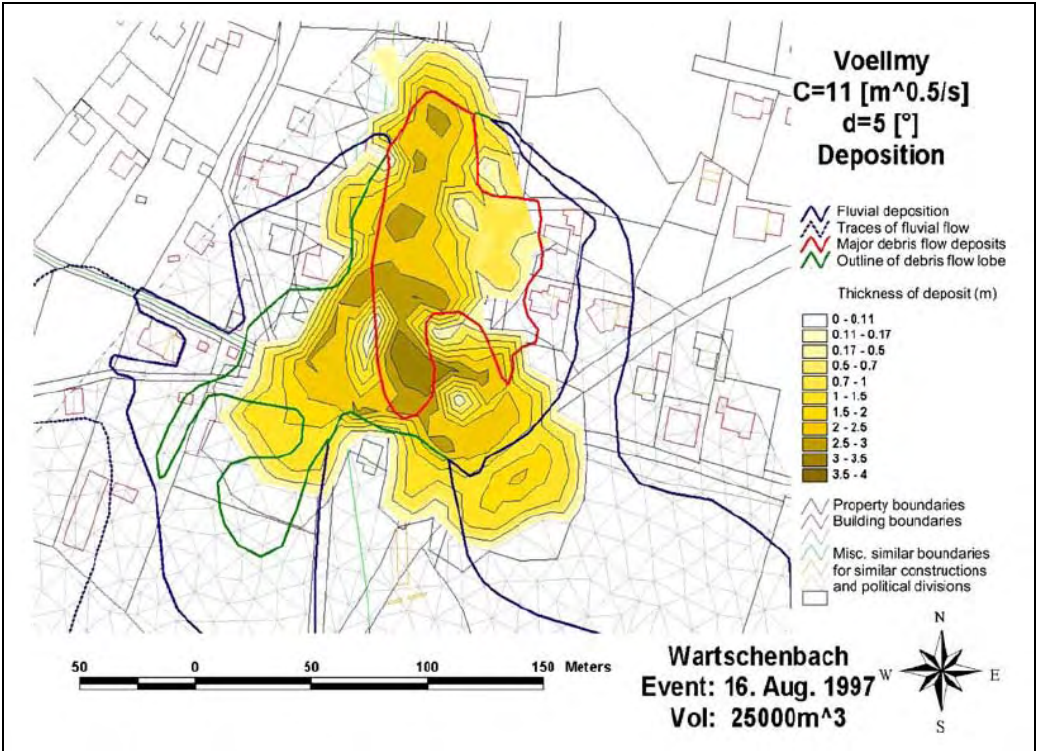 Voellmy
C=11 [m^0.5/s]
d=5 [°]
Deposition
Fluvial deposition
Traces of fluvial flow
Major debris flow deposits
Outline of debris flow lobe
Thickness of deposit (m)
0 - 0.11
0.11 - 0.17
0.17 - 0.5
0.5 - 0.7
0.7 - 1
1 - 1.5
1.5 - 2
2 - 2.5
2.5 - 3
3 - 3.5
3.5 - 4
Property boundaries
Building boundaries
Misc. similar boundaries
for similar constructions
and political divisions
50 0 50 100 150 Meters
Wartschenbach
Event: 16. Aug. 1997
Vol: 25000m^3
N
W E
S